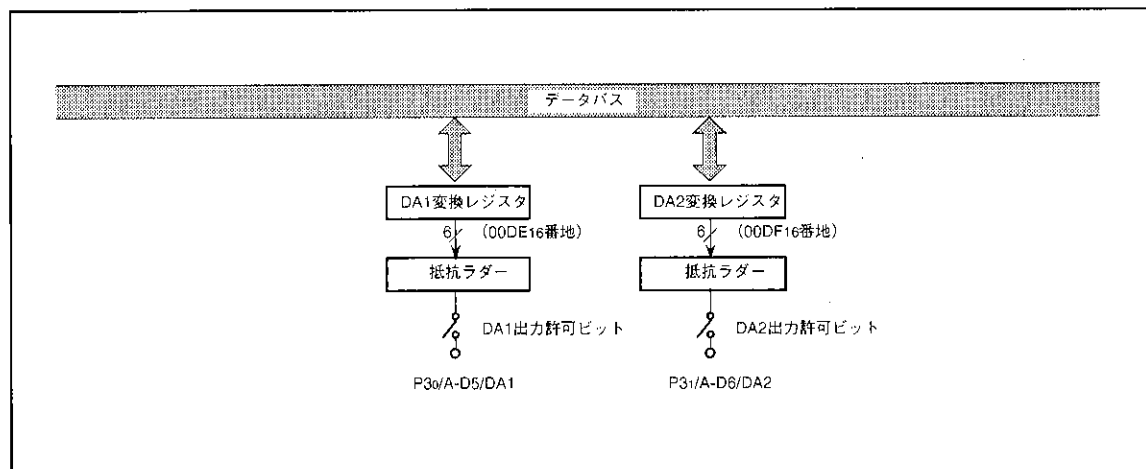 データバス
DA1変換レジスタ
DA2変換レジスタ
6 (00DE16番地)
6 (00DF16番地)
抵抗ラダー
抵抗ラダー
DA1出力許可ビット
DA2出力許可ビット
P30/A-D5/DA1
P31/A-D6/DA2